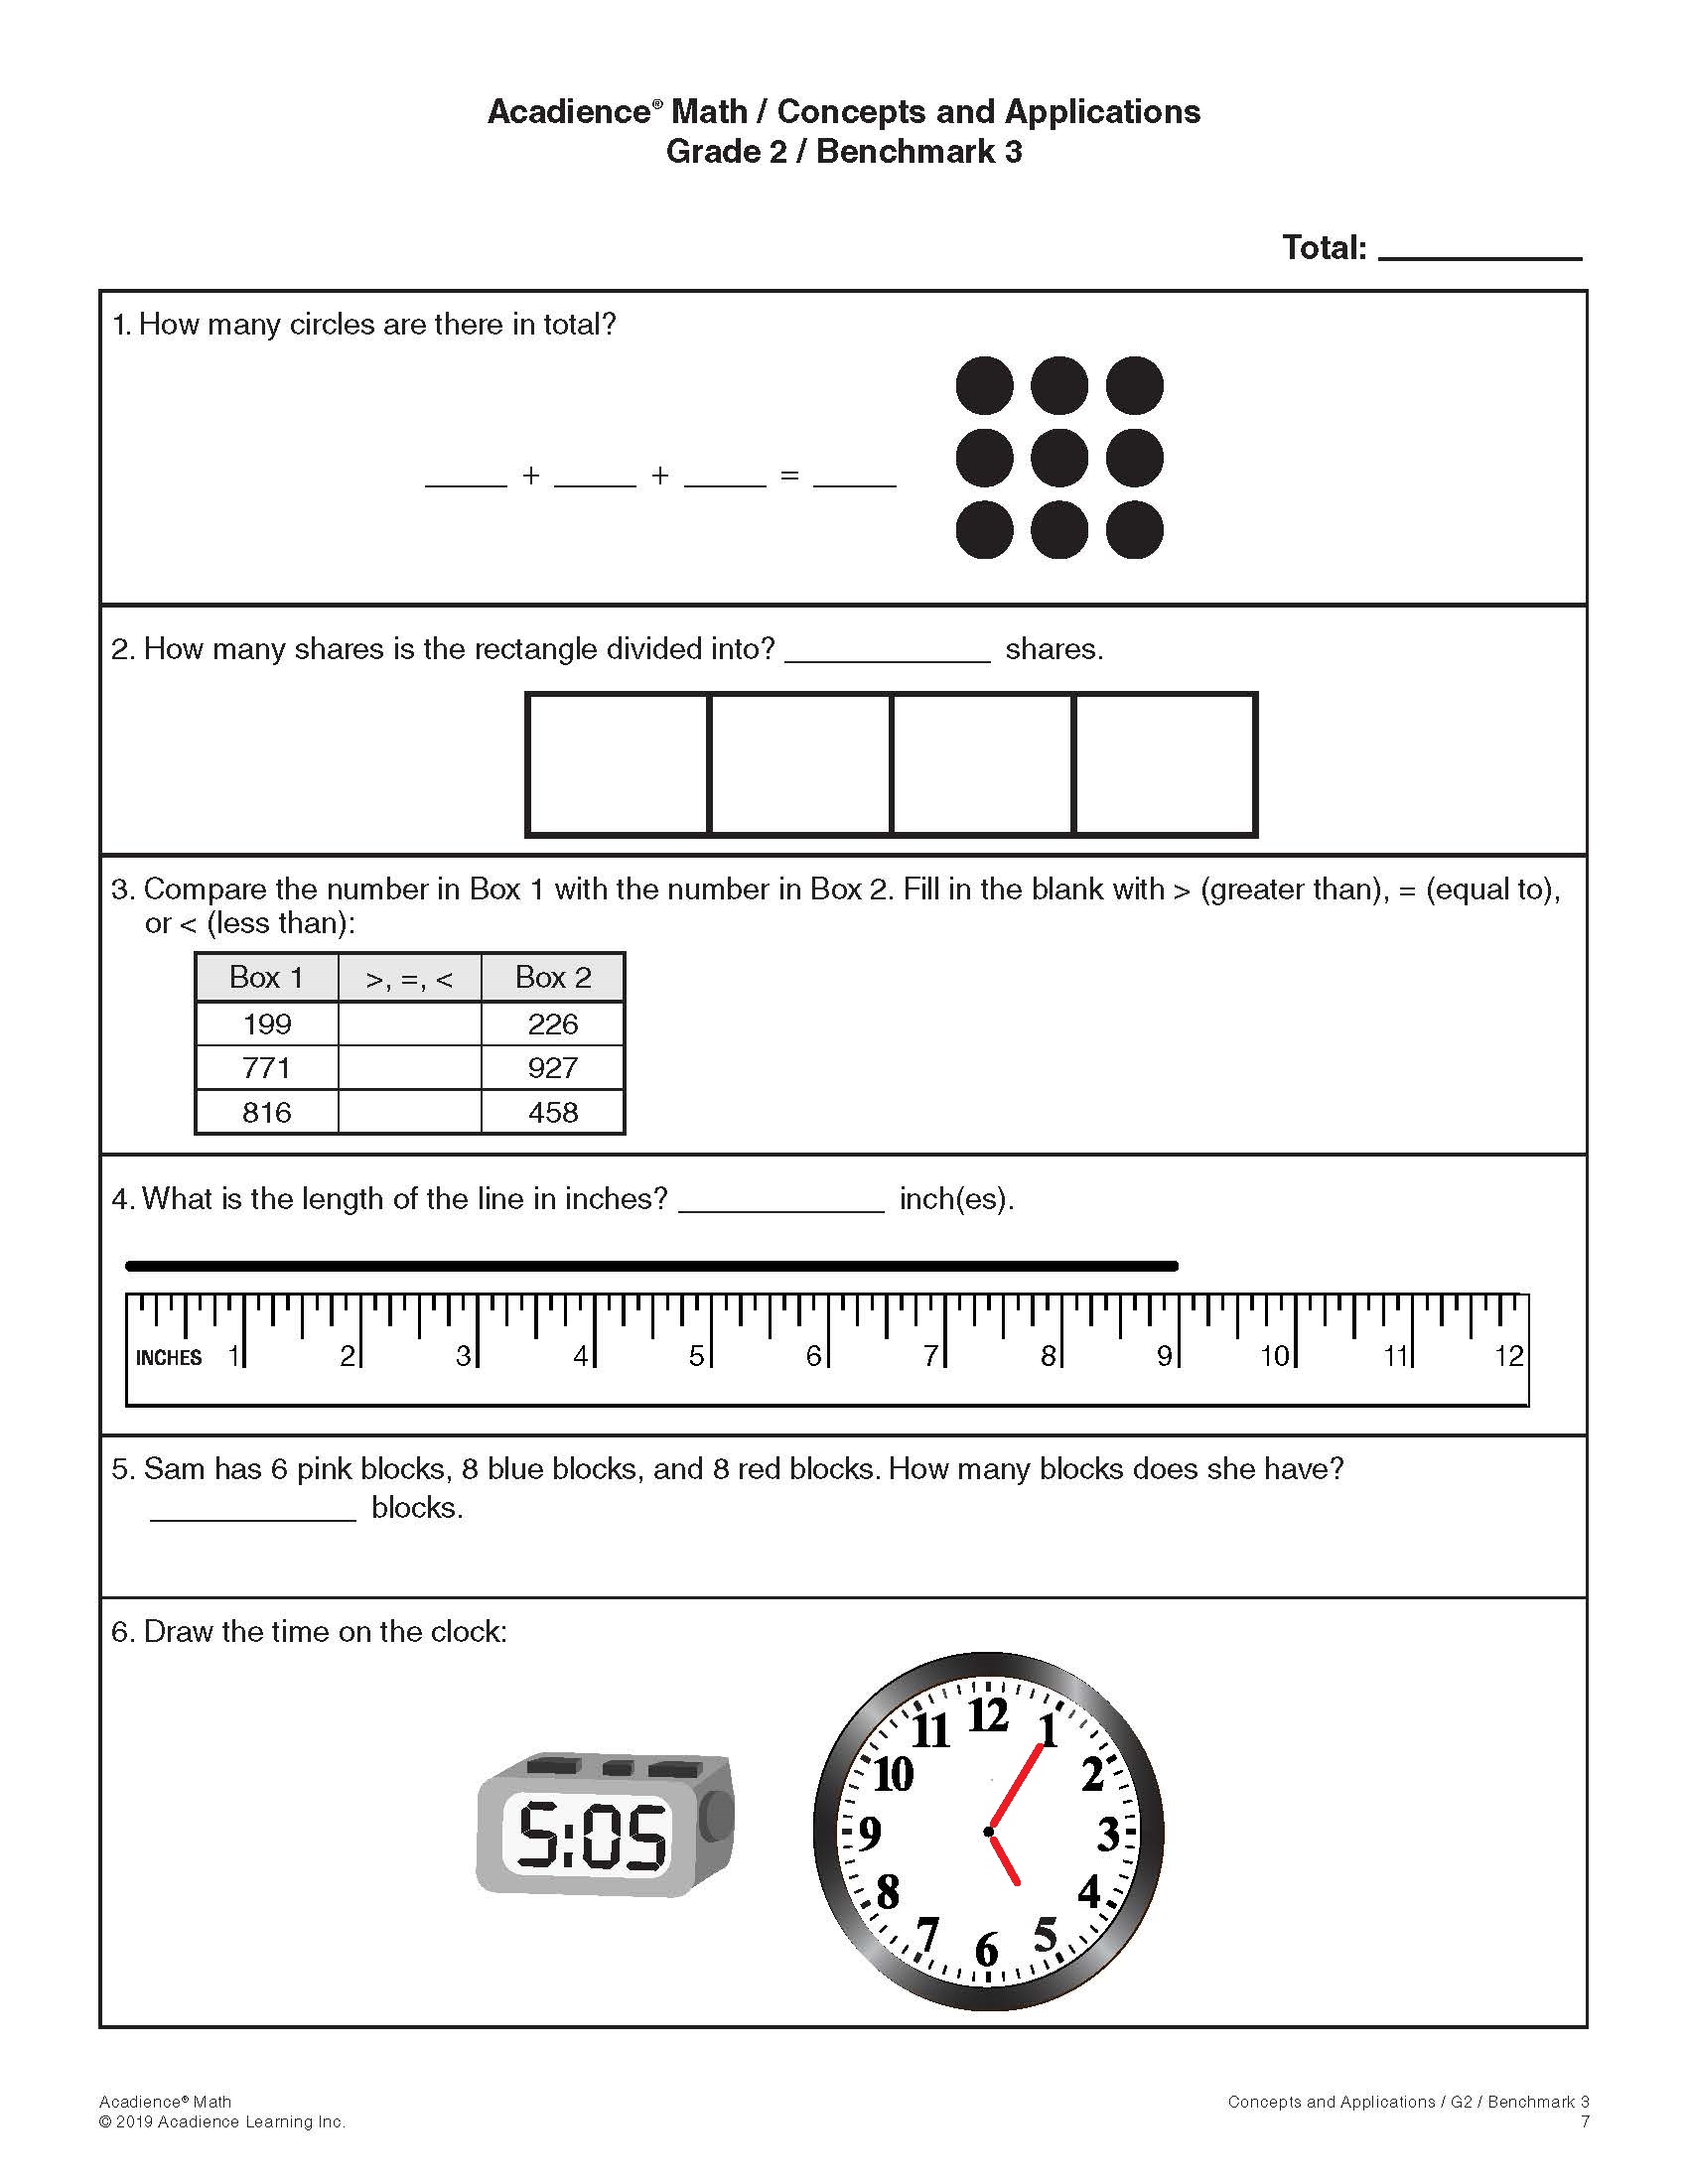 Acadience® Math / Concepts and Applications
Grade 2 / Benchmark 3
Total: ____________
1. How many circles are there in total?
_____ + _____ + _____ = _____
2. How many shares is the rectangle divided into? ____________ shares.
3. Compare the number in Box 1 with the number in Box 2. Fill in the blank with > (greater than), = (equal to),
or < (less than):
Box 1 >, =, < Box 2
199 226
771 927
816 458
4. What is the length of the line in inches? ____________ inch(es).
INCHES 1 2 3 4 5 6 7 8 9 10 11 12
5. Sam has 6 pink blocks, 8 blue blocks, and 8 red blocks. How many blocks does she have?
____________ blocks.
6. Draw the time on the clock:
5:05
12 1 2 3 4 5 6 7 8 9 10 11
Acadience® Math
© 2019 Acadience Learning Inc.
Concepts and Applications / G2 / Benchmark 3
7